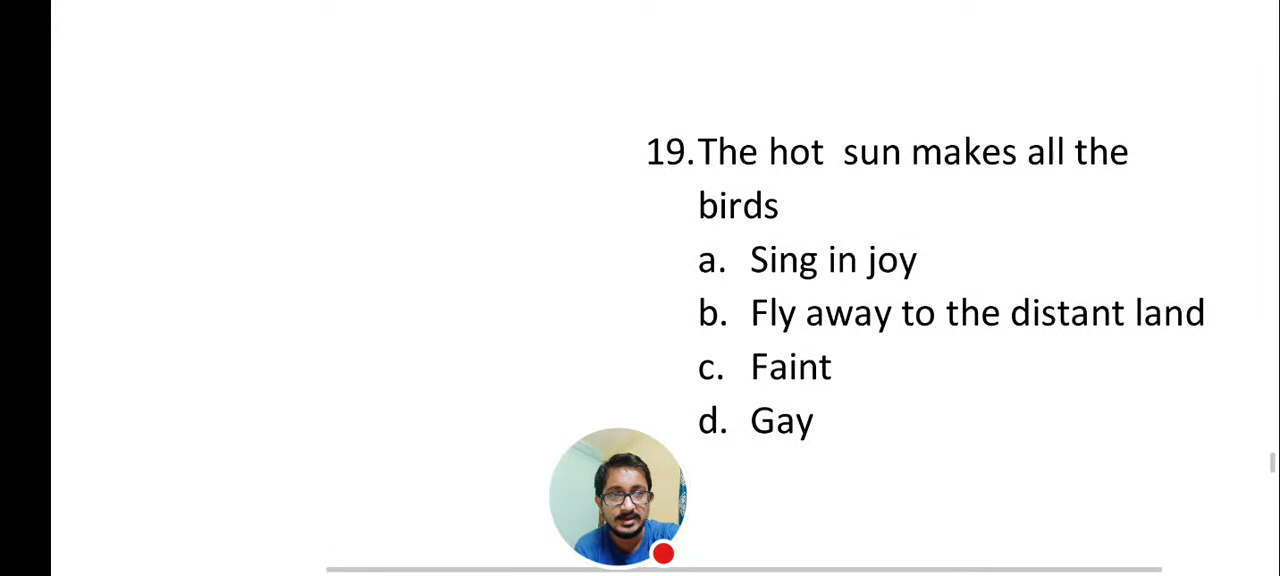 19.The hot  sun makes all the
birds
a. Sing in joy
b. Fly away to the distant land
c. Faint
d. Gay